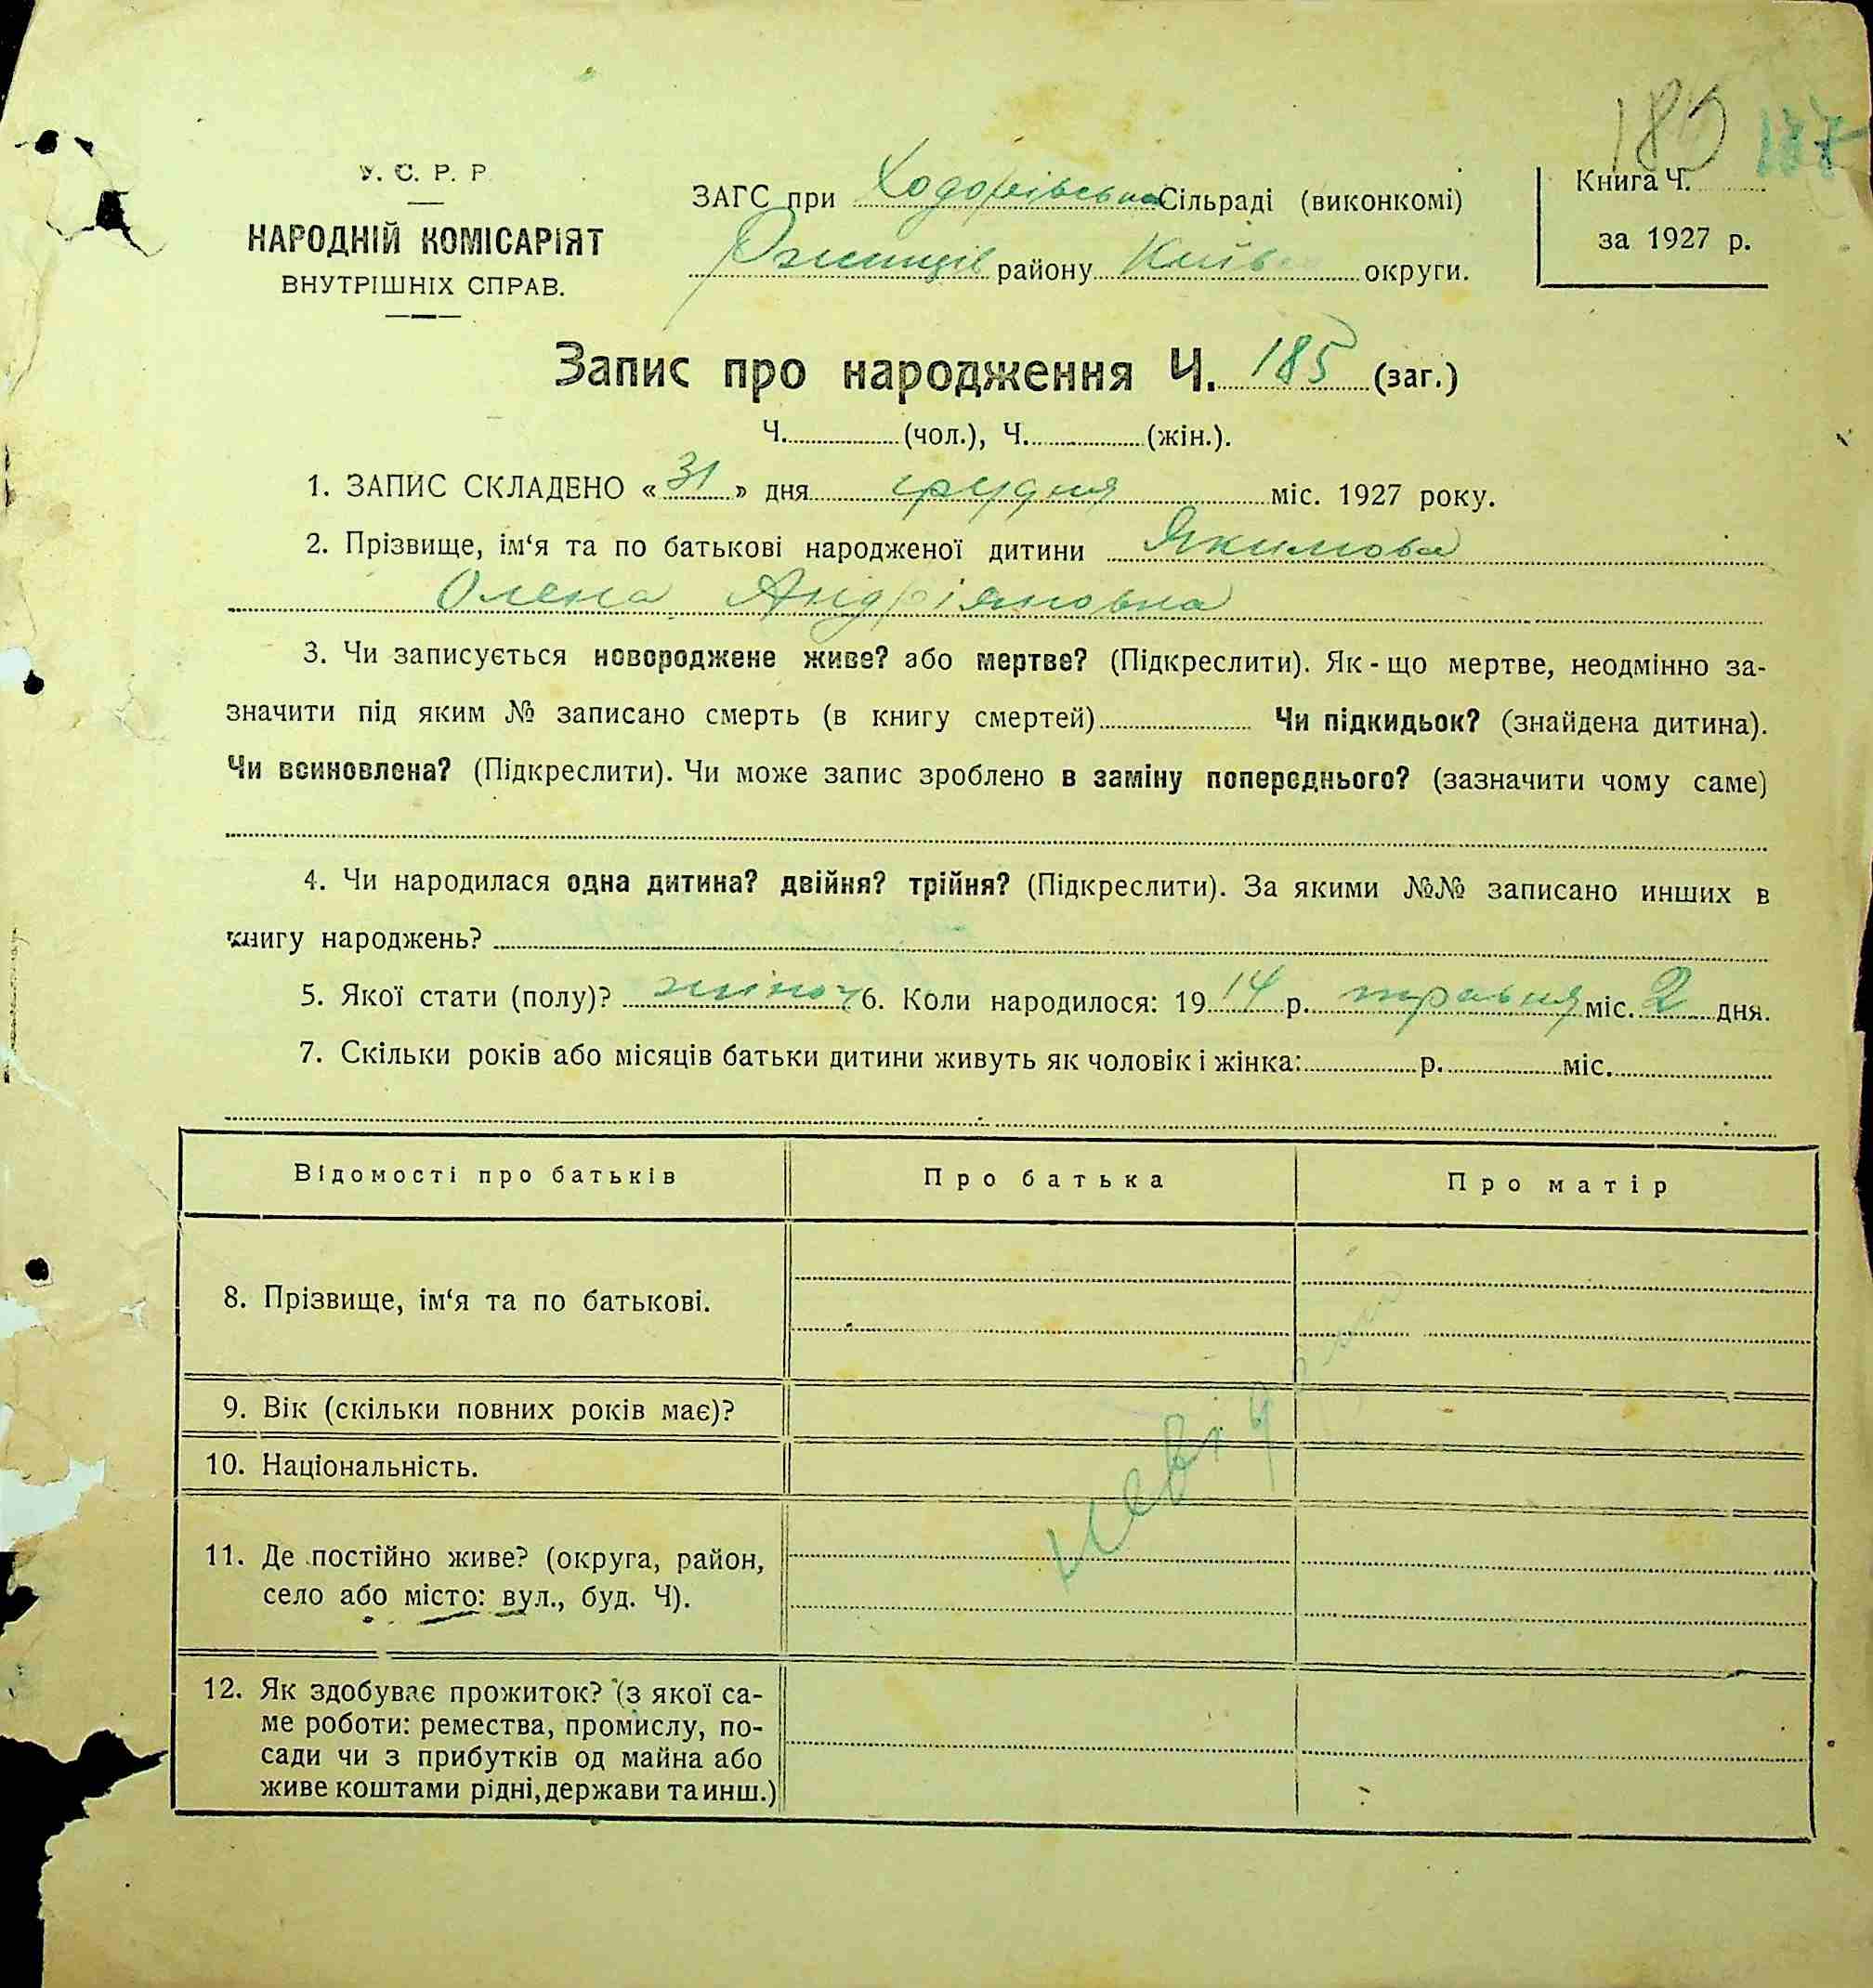 185 187
У. С. Р. Р.
НАРОДНІЙ КОМІСАРІЯТ
ВНУТРІШНІХ СПРАВ.
ЗАГС при Ходорівська Сільраді (виконкомі)
Ржищів району Київ округи.
Книга Ч.
за 1927 р.
Запис про народження Ч. 185 (заг.)
Ч. (чол.), Ч. (жін.).
1. ЗАПИС СКЛАДЕНО « 31 » дня грудня міс. 1927 року.
2. Прізвище, ім‘я та по батькові народженої дитини Якимова
Олена Андріяновна
3. Чи записується новороджене живе? або мертве? (Підкреслити). Як-що мертве, неодмінно за-
значити під яким № записано смерть (в книгу смертей) Чи підкидьок? (знайдена дитина).
Чи всиновлена? (Підкреслити). Чи може запис зроблено в заміну попереднього? (зазначити чому саме)
4. Чи народилася одна дитина? двійня? трійня? (Підкреслити). За якими №№ записано инших в
книгу народжень?
5. Якої стати (полу)? жіноч 6. Коли народилося: 1914 р. травня міс. 2 дня.
7. Скільки років або місяців батьки дитини живуть як чоловік і жінка: р. міс.
Відомості про батьків Про батька Про матір
8. Прізвище, ім‘я та по батькові.
9. Вік (скільки повних років має)?
10. Національність.
11. Де постійно живе? (округа, район,
село або місто: вул., буд. Ч).
12. Як здобуває прожиток? (з якої са-
ме роботи: ремества, промислу, по-
сади чи з прибутків од майна або
живе коштами рідні, держави та инш.)